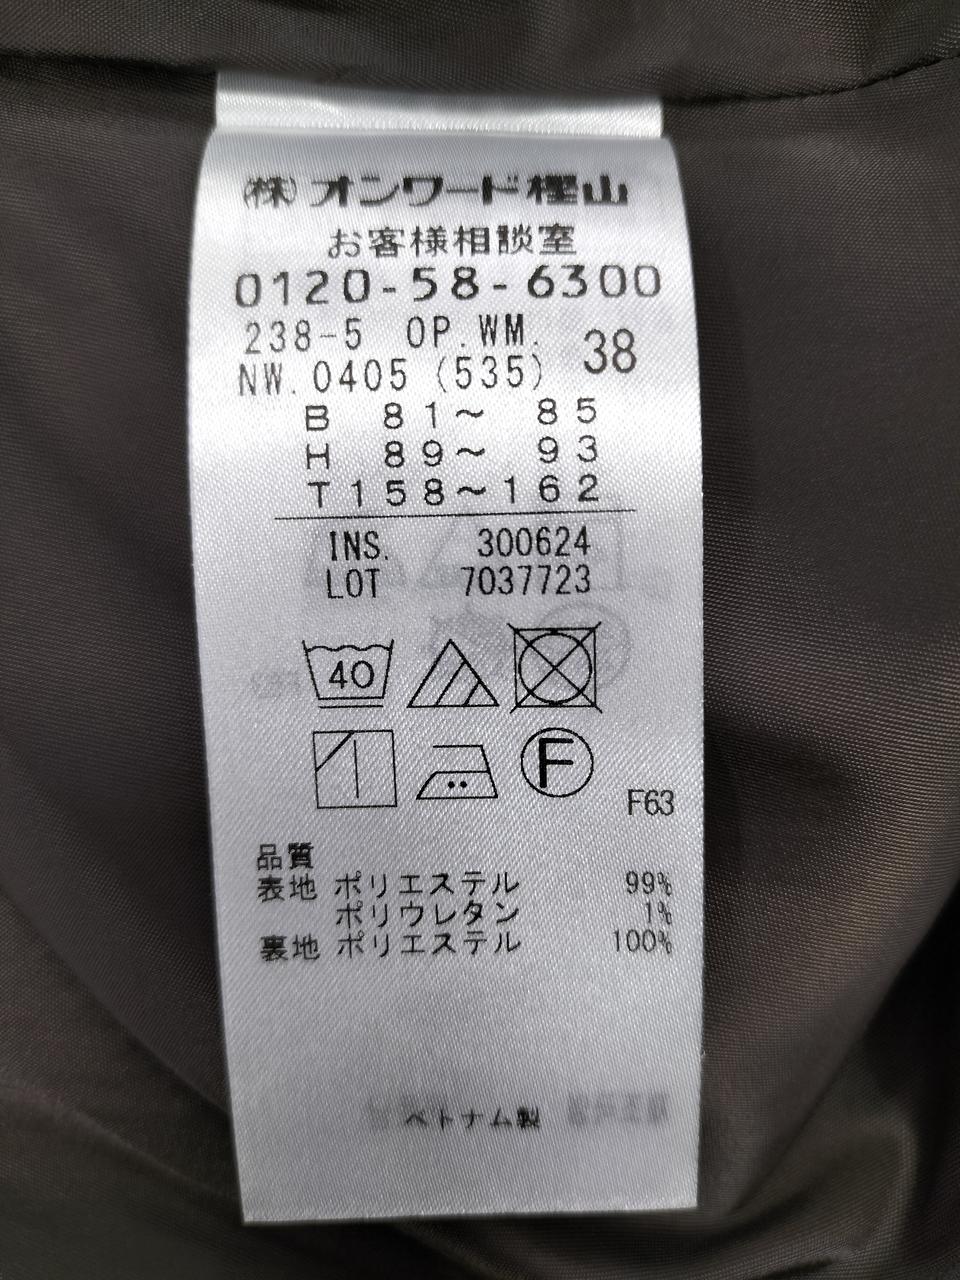 (株)オンワード樫山
お客様相談室
0120-58-6300
238-5 OP.WM. 38
NW.0405 (535)
B 81～ 85
H 89～ 93
T158～162
INS. 300624
LOT 7037723
40
F
F63
品質
表地 ポリエステル 99%
ポリウレタン 1%
裏地 ポリエステル 100%
ベトナム製